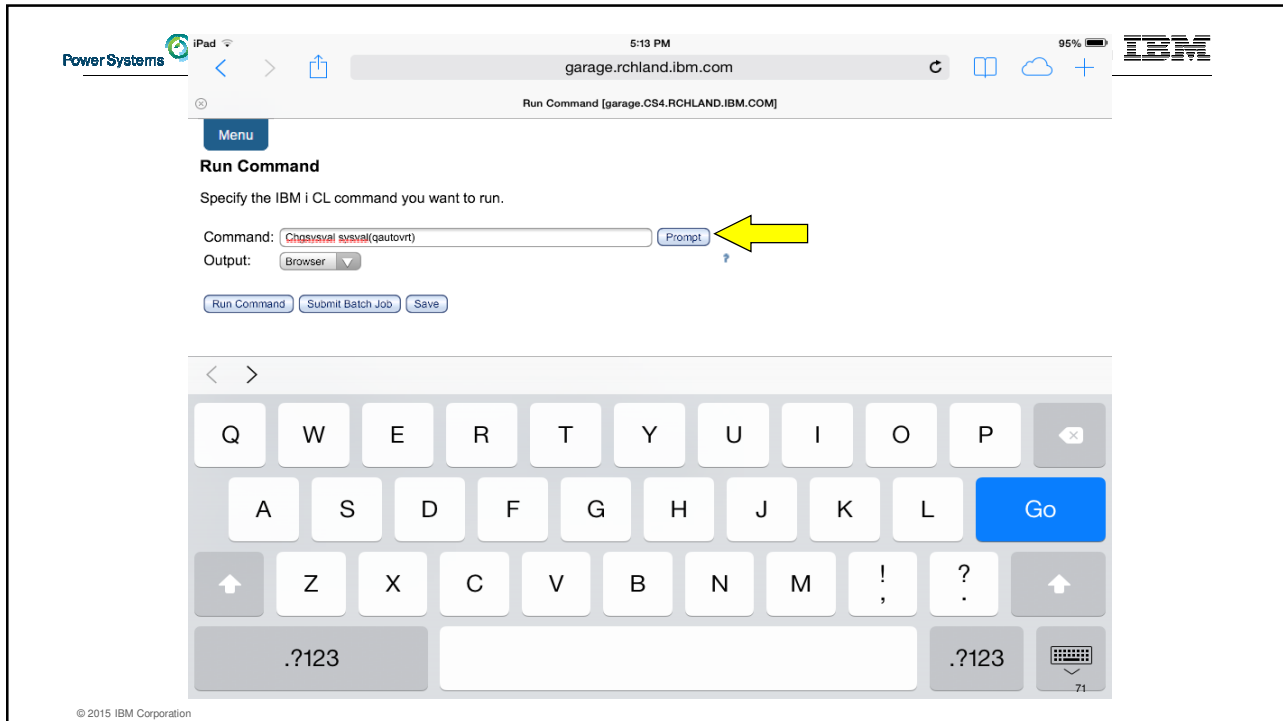 iPad 5:13 PM 95%
Power Systems IBM
garage.rchland.ibm.com
Run Command [garage.CS4.RCHLAND.IBM.COM]
Menu
Run Command
Specify the IBM i CL command you want to run.
Command: Chgsysval sysval(qautovrt) Prompt
Output: Browser ?
Run Command Submit Batch Job Save
Q W E R T Y U I O P
A S D F G H J K L Go
Z X C V B N M ! , ? .
.?123 .?123
71
© 2015 IBM Corporation